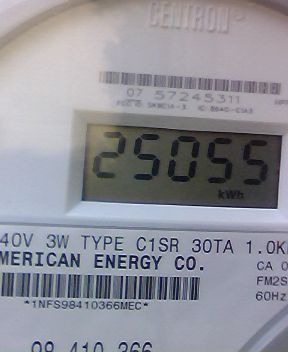 CENTRON
07 57245311
25055
kWh
40V 3W TYPE C1SR 30TA 1.0K
MERICAN ENERGY CO.
CA 0
FM2S
60Hz
*1NFS98410366MEC*
98 410 366